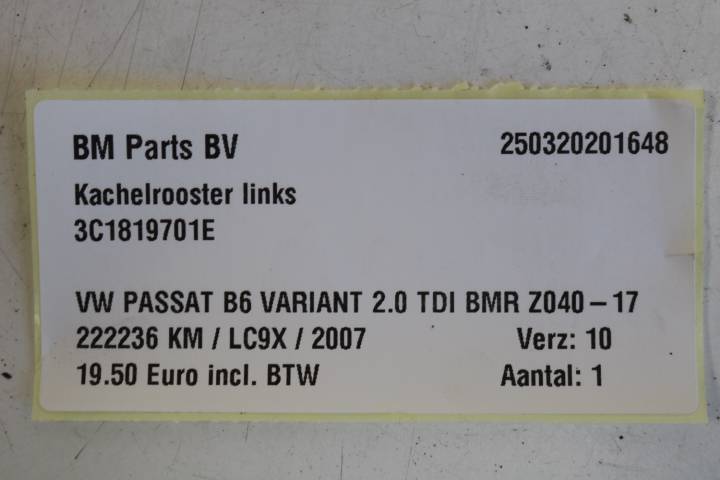 BM Parts BV 250320201648
Kachelrooster links
3C1819701E
VW PASSAT B6 VARIANT 2.0 TDI BMR Z040-17
222236 KM / LC9X / 2007 Verz: 10
19.50 Euro incl. BTW Aantal: 1